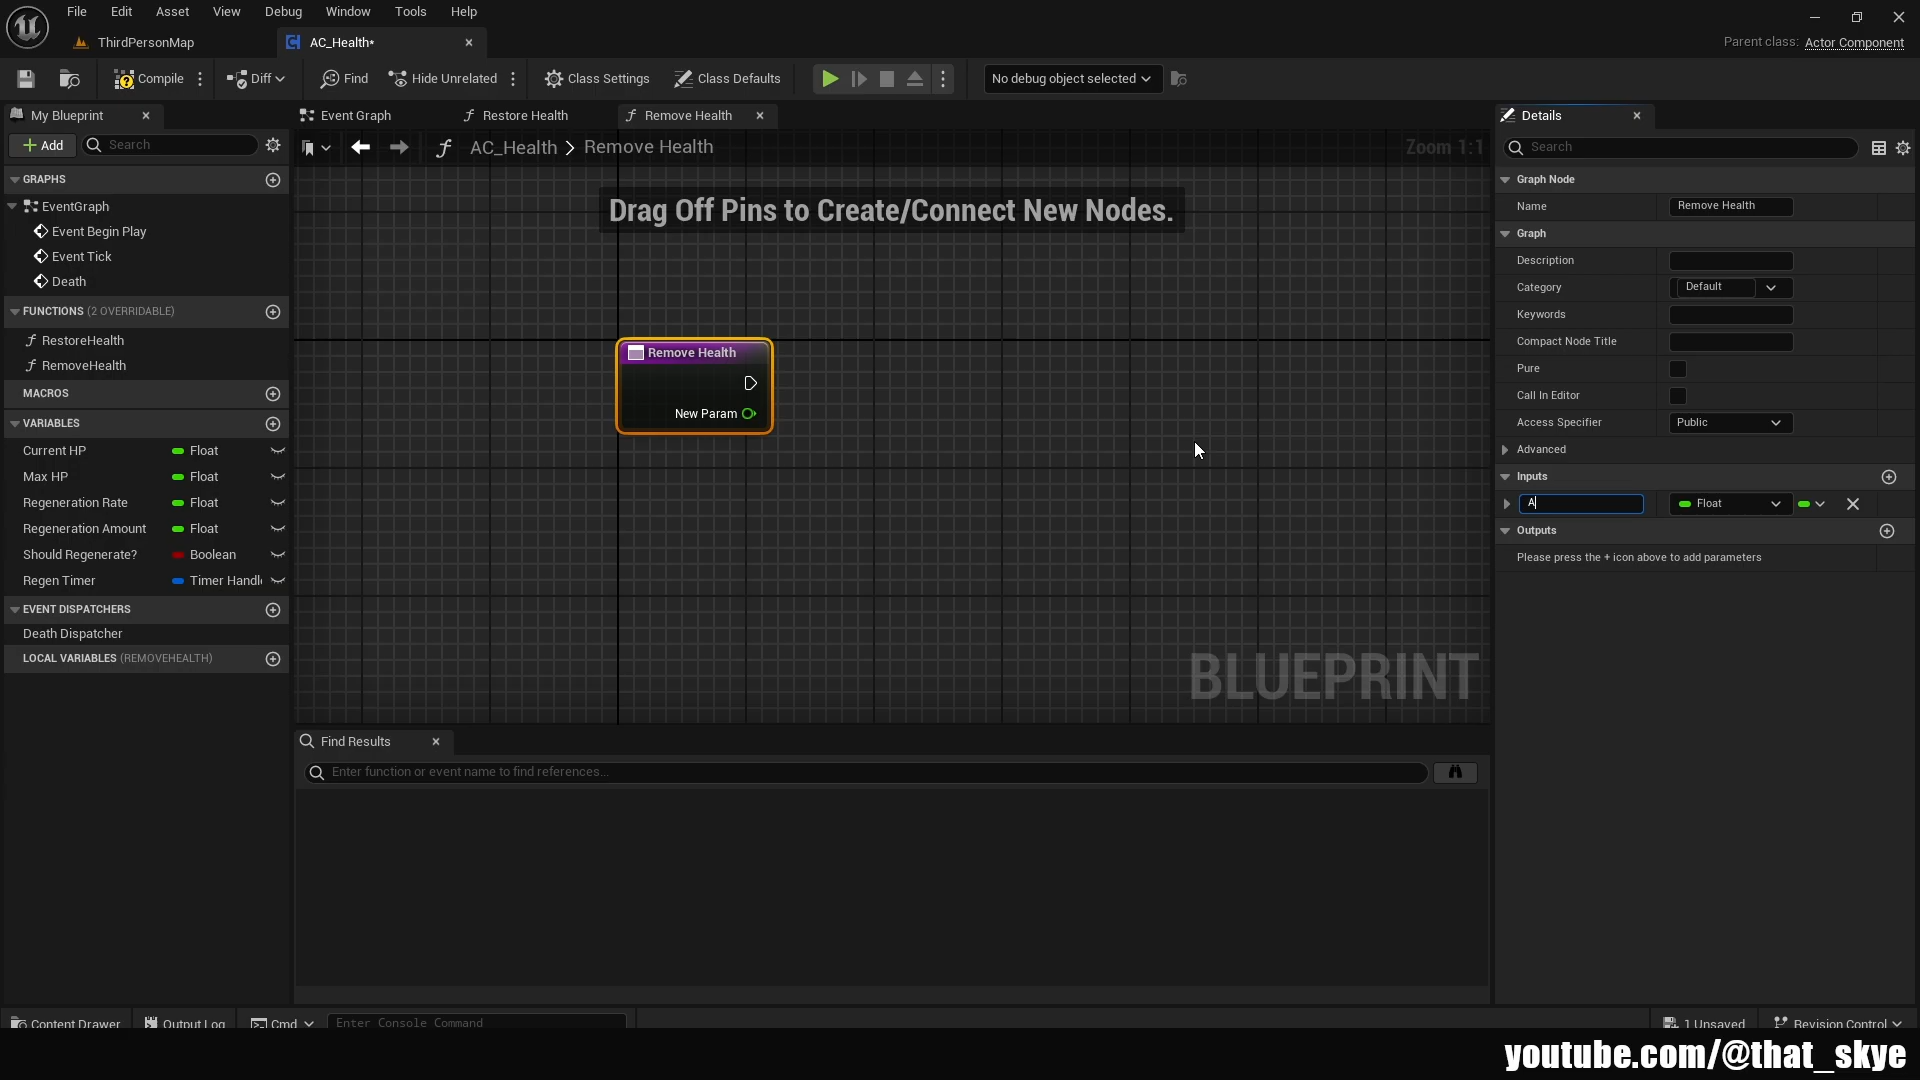 File Edit Asset View Debug Window Tools Help
ThirdPersonMap
AC_Health*
Parent class: Actor Component
Compile
Diff
Find
Hide Unrelated
Class Settings
Class Defaults
No debug object selected
My Blueprint
Event Graph
Restore Health
Remove Health
Details
Add
Search
AC_Health > Remove Health
Zoom 1:1
Search
GRAPHS
EventGraph
Event Begin Play
Event Tick
Death
FUNCTIONS (2 OVERRIDABLE)
RestoreHealth
RemoveHealth
MACROS
VARIABLES
Current HP Float
Max HP Float
Regeneration Rate Float
Regeneration Amount Float
Should Regenerate? Boolean
Regen Timer Timer Handl
EVENT DISPATCHERS
Death Dispatcher
LOCAL VARIABLES (REMOVEHEALTH)
Drag Off Pins to Create/Connect New Nodes.
Remove Health
New Param
BLUEPRINT
Find Results
Enter function or event name to find references...
Graph Node
Name Remove Health
Graph
Description
Category Default
Keywords
Compact Node Title
Pure
Call In Editor
Access Specifier Public
Advanced
Inputs
A Float
Outputs
Please press the + icon above to add parameters
Content Drawer
Output Log
Cmd
Enter Console Command
1 Unsaved
Revision Control
youtube.com/@that_skye